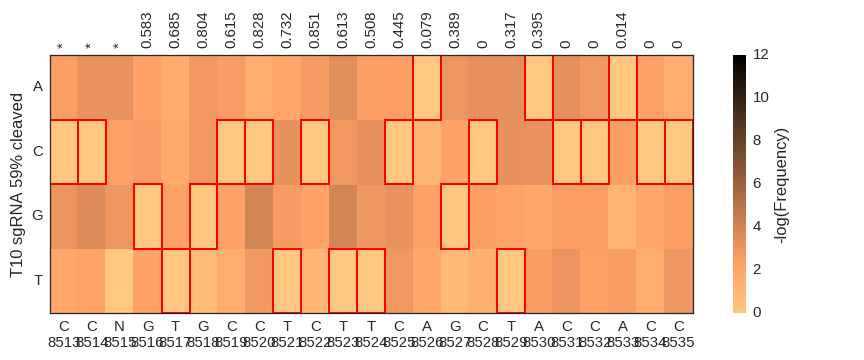 * * * 0.583 0.685 0.804 0.615 0.828 0.732 0.851 0.613 0.508 0.445 0.079 0.389 0 0.317 0.395 0 0 0.014 0 0
T10 sgRNA 59% cleaved
A
C
G
T
C C N G T G C C T C T T C A G C T A C C A C C
8513 8514 8515 8516 8517 8518 8519 8520 8521 8522 8523 8524 8525 8526 8527 8528 8529 8530 8531 8532 8533 8534 8535
12
10
8
6
4
2
0
-log(Frequency)